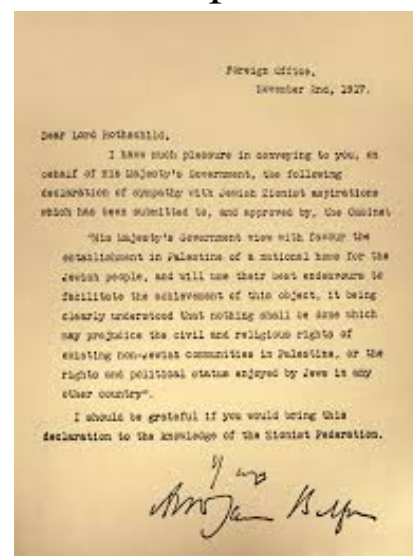 Foreign Office,
November 2nd, 1917.
Dear Lord Rothschild,
I have much pleasure in conveying to you, on
behalf of His Majesty's Government, the following
declaration of sympathy with Jewish Zionist aspirations
which has been submitted to, and approved by, the Cabinet
"His Majesty's Government view with favour the
establishment in Palestine of a national home for the
Jewish people, and will use their best endeavours to
facilitate the achievement of this object, it being
clearly understood that nothing shall be done which
may prejudice the civil and religious rights of
existing non-Jewish communities in Palestine, or the
rights and political status enjoyed by Jews in any
other country".
I should be grateful if you would bring this
declaration to the knowledge of the Zionist Federation.